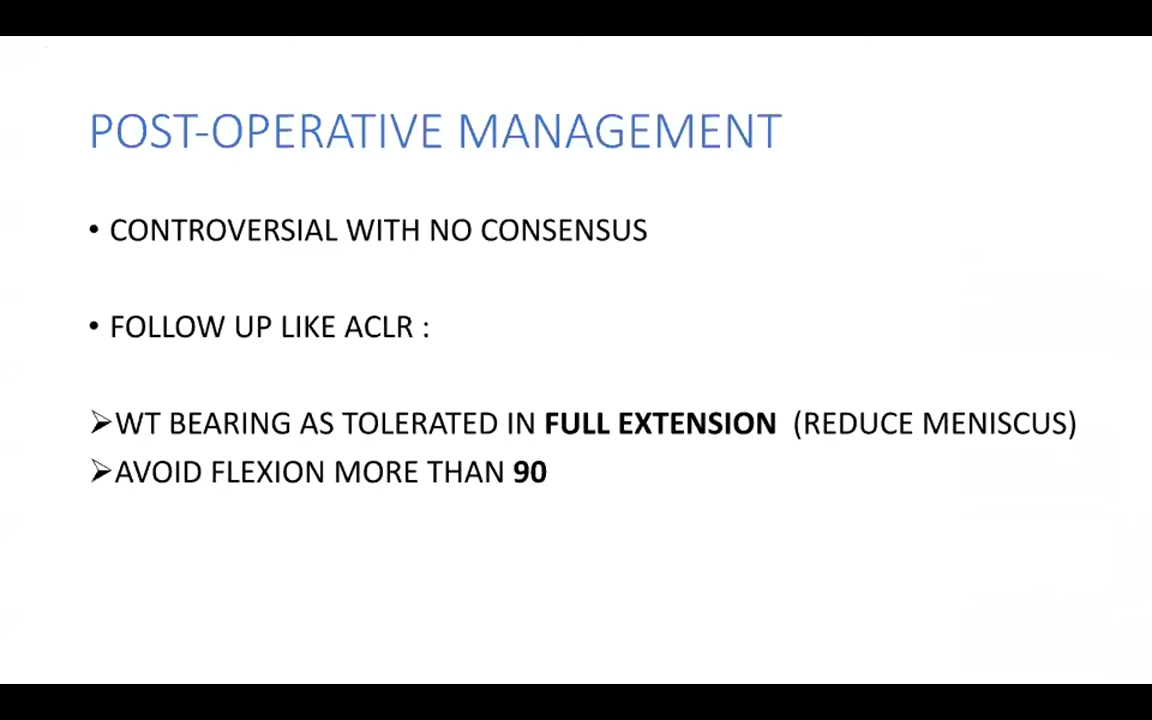 POST-OPERATIVE MANAGEMENT
• CONTROVERSIAL WITH NO CONSENSUS
• FOLLOW UP LIKE ACLR :
➢WT BEARING AS TOLERATED IN FULL EXTENSION (REDUCE MENISCUS)
➢AVOID FLEXION MORE THAN 90